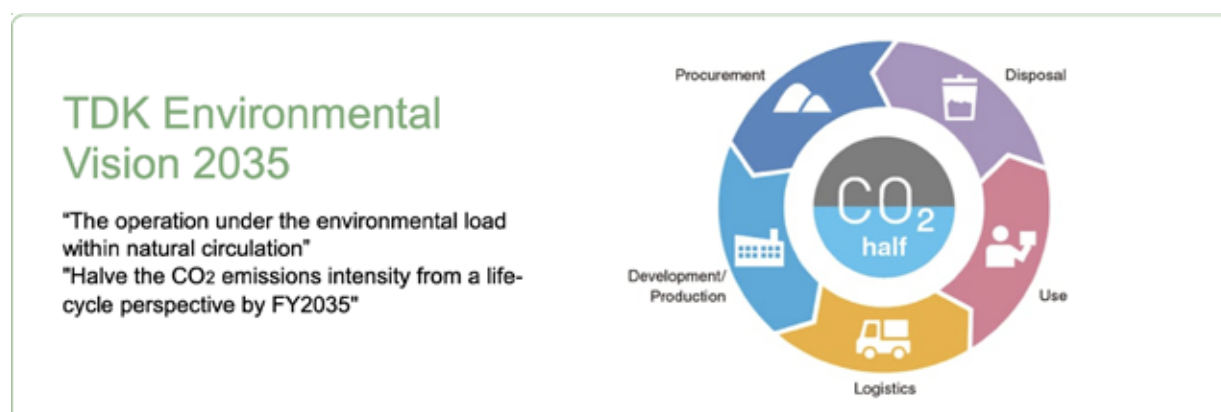 TDK Environmental
Vision 2035
"The operation under the environmental load
within natural circulation"
"Halve the CO2 emissions intensity from a life-
cycle perspective by FY2035"
Procurement
Disposal
CO2
half
Development/
Production
Use
Logistics